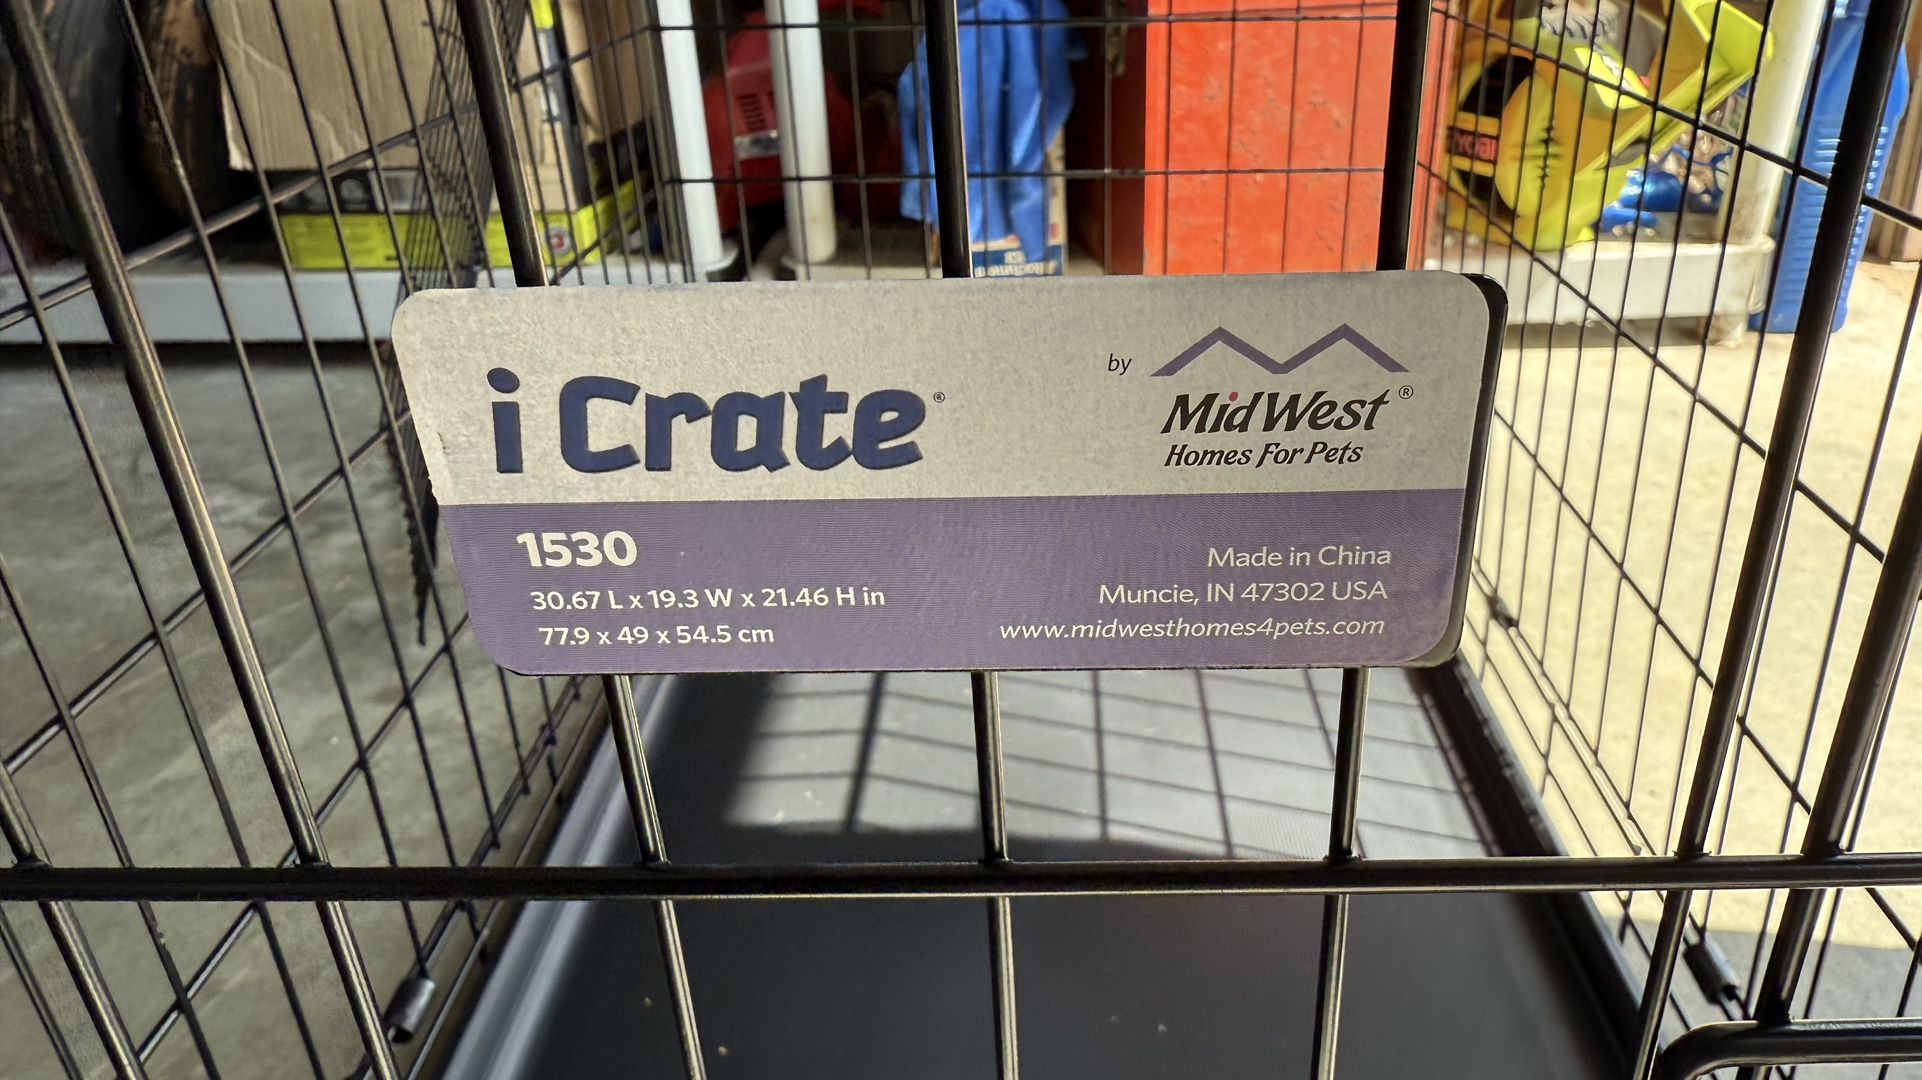 i Crate®
by
MidWest®
Homes For Pets
1530
30.67 L x 19.3 W x 21.46 H in
77.9 x 49 x 54.5 cm
Made in China
Muncie, IN 47302 USA
www.midwesthomes4pets.com